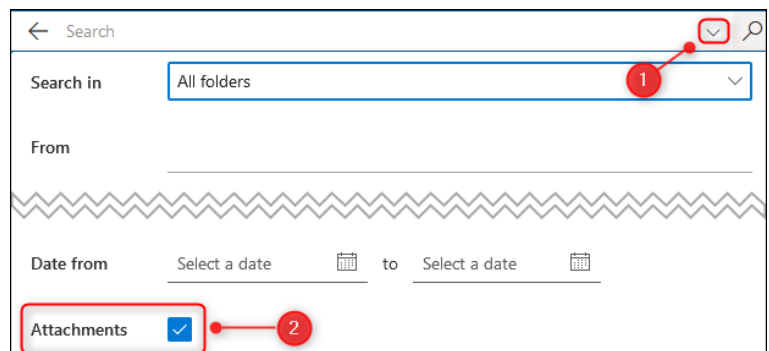 Search
1
Search in All folders
From
Date from Select a date to Select a date
Attachments 2